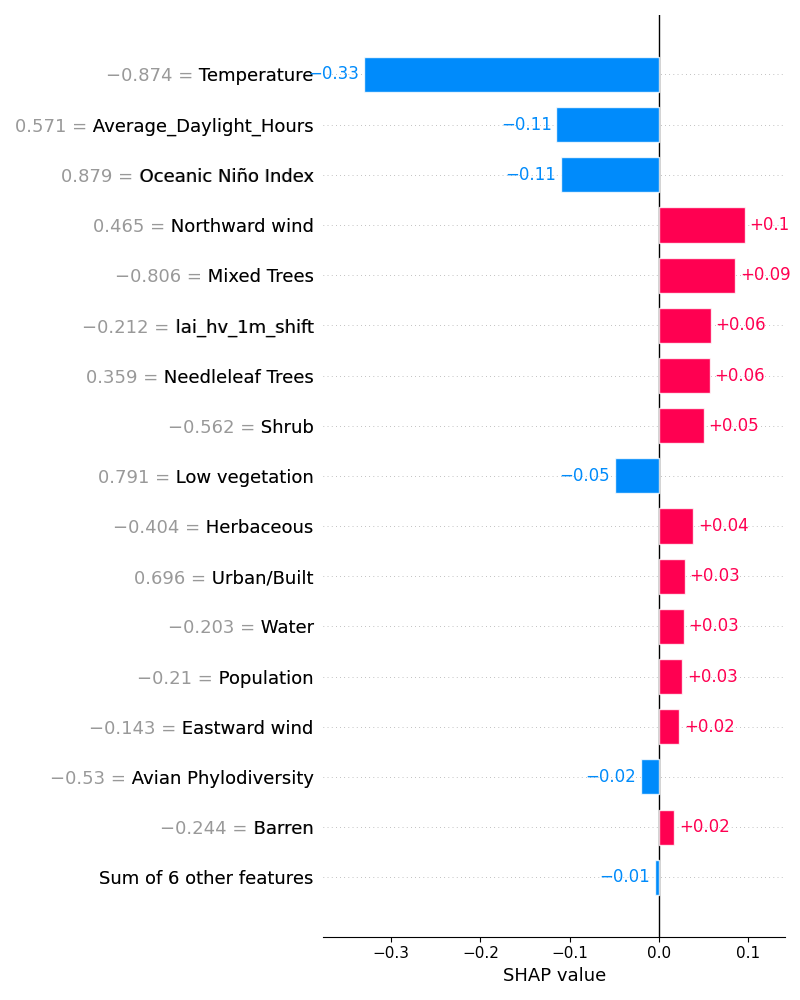 −0.874 = Temperature −0.33
0.571 = Average_Daylight_Hours −0.11
0.879 = Oceanic Niño Index −0.11
0.465 = Northward wind +0.1
−0.806 = Mixed Trees +0.09
−0.212 = lai_hv_1m_shift +0.06
0.359 = Needleleaf Trees +0.06
−0.562 = Shrub +0.05
0.791 = Low vegetation −0.05
−0.404 = Herbaceous +0.04
0.696 = Urban/Built +0.03
−0.203 = Water +0.03
−0.21 = Population +0.03
−0.143 = Eastward wind +0.02
−0.53 = Avian Phylodiversity −0.02
−0.244 = Barren +0.02
Sum of 6 other features −0.01
−0.3 −0.2 −0.1 0.0 0.1
SHAP value